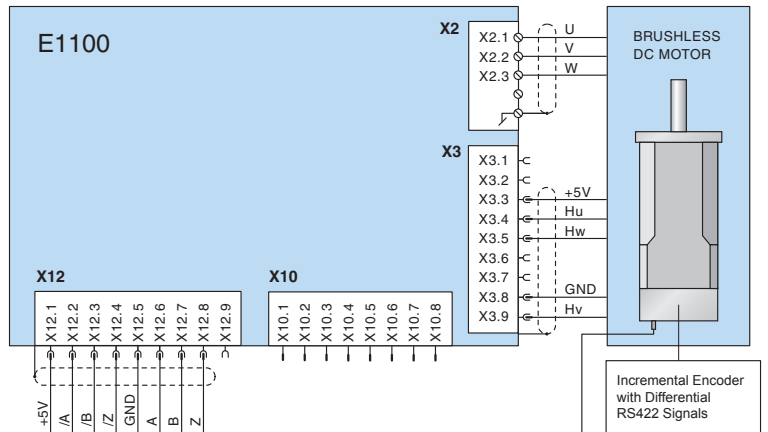 E1100
X2
X2.1
X2.2
X2.3
U
V
W
BRUSHLESS
DC MOTOR
X3
X3.1
X3.2
X3.3
X3.4
X3.5
X3.6
X3.7
X3.8
X3.9
+5V
Hu
Hw
GND
Hv
X12
X12.1
X12.2
X12.3
X12.4
X12.5
X12.6
X12.7
X12.8
X12.9
X10
X10.1
X10.2
X10.3
X10.4
X10.5
X10.6
X10.7
X10.8
+5V
/A
/B
/Z
GND
A
B
Z
Incremental Encoder
with Differential
RS422 Signals